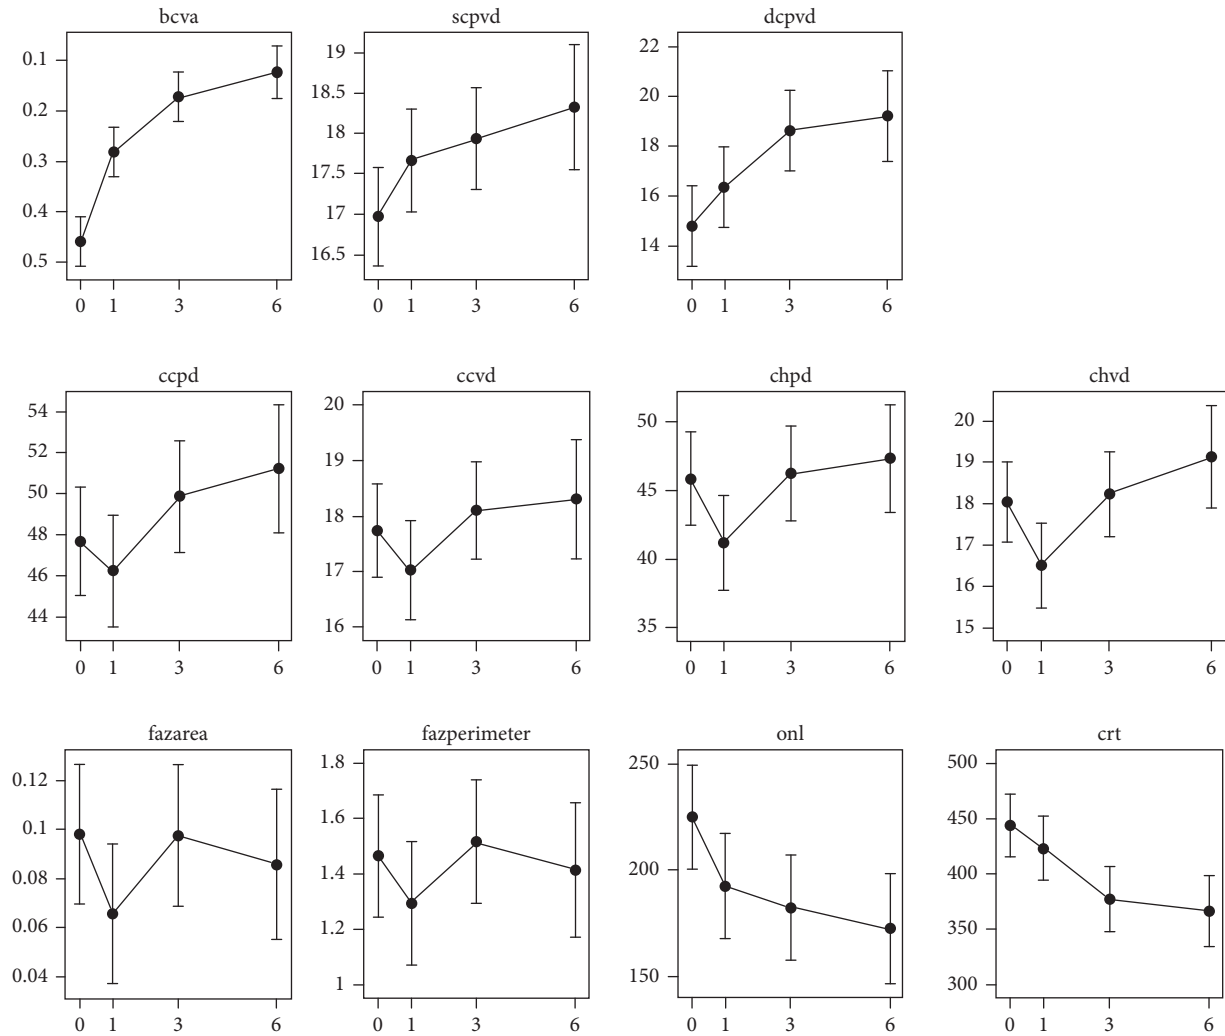 bcva
0.1
0.2
0.3
0.4
0.5
0 1 3 6
scpvd
19
18.5
18
17.5
17
16.5
0 1 3 6
dcpvd
22
20
18
16
14
0 1 3 6
ccpd
54
52
50
48
46
44
0 1 3 6
ccvd
20
19
18
17
16
0 1 3 6
chpd
50
45
40
35
0 1 3 6
chvd
20
19
18
17
16
15
0 1 3 6
fazarea
0.12
0.1
0.08
0.06
0.04
0 1 3 6
fazperimeter
1.8
1.6
1.4
1.2
1
0 1 3 6
onl
250
200
150
0 1 3 6
crt
500
450
400
350
300
0 1 3 6